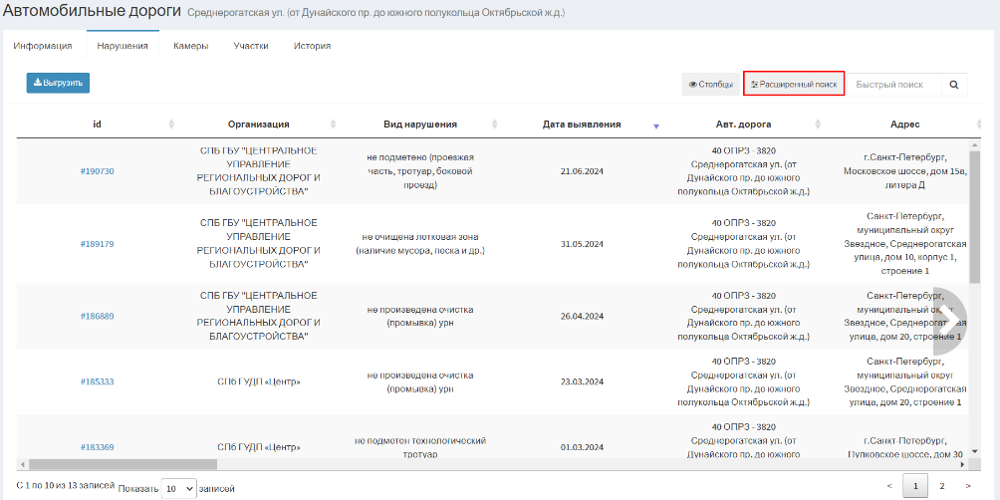 Автомобильные дороги Среднерогатская ул. (от Дунайского пр. до южного полукольца Октябрьской ж.д.)
Информация Нарушения Камеры Участки История
Выгрузить Столбцы Расширенный поиск Быстрый поиск
id Организация Вид нарушения Дата выявления Авт. дорога Адрес
#190730
СПБ ГБУ "ЦЕНТРАЛЬНОЕ
УПРАВЛЕНИЕ
РЕГИОНАЛЬНЫХ ДОРОГ И
БЛАГОУСТРОЙСТВА"
не подметено (проезжая
часть, тротуар, боковой
проезд)
21.06.2024
40 ОПРЗ - 3820
Среднерогатская ул. (от
Дунайского пр. до южного
полукольца Октябрьской ж.д.)
г.Санкт-Петербург,
Московское шоссе, дом 15в,
литера Д
#189179
СПБ ГБУ "ЦЕНТРАЛЬНОЕ
УПРАВЛЕНИЕ
РЕГИОНАЛЬНЫХ ДОРОГ И
БЛАГОУСТРОЙСТВА"
не очищена лотковая зона
(наличие мусора, песка и др.)
31.05.2024
40 ОПРЗ - 3820
Среднерогатская ул. (от
Дунайского пр. до южного
полукольца Октябрьской ж.д.)
Санкт-Петербург,
муниципальный округ
Звездное, Среднерогатская
улица, дом 10, корпус 1,
строение 1
#186889
СПБ ГБУ "ЦЕНТРАЛЬНОЕ
УПРАВЛЕНИЕ
РЕГИОНАЛЬНЫХ ДОРОГ И
БЛАГОУСТРОЙСТВА"
не произведена очистка
(промывка) урн
26.04.2024
40 ОПРЗ - 3820
Среднерогатская ул. (от
Дунайского пр. до южного
полукольца Октябрьской ж.д.)
Санкт-Петербург,
муниципальный округ
Звездное, Среднерогатская
улица, дом 20, строение 1
#185333
СПб ГУДП «Центр»
не произведена очистка
(промывка) урн
23.03.2024
40 ОПРЗ - 3820
Среднерогатская ул. (от
Дунайского пр. до южного
полукольца Октябрьской ж.д.)
Санкт-Петербург,
муниципальный округ
Звездное, Среднерогатская
улица, дом 20, строение 1
#183369
СПб ГУДП «Центр»
не подметен технологический
тротуар
01.03.2024
40 ОПРЗ - 3820
Среднерогатская ул. (от
Дунайского пр. до южного
г.Санкт-Петербург,
Пулковское шоссе, дом 30
С 1 по 10 из 13 записей Показать 10 записей < 1 2 >